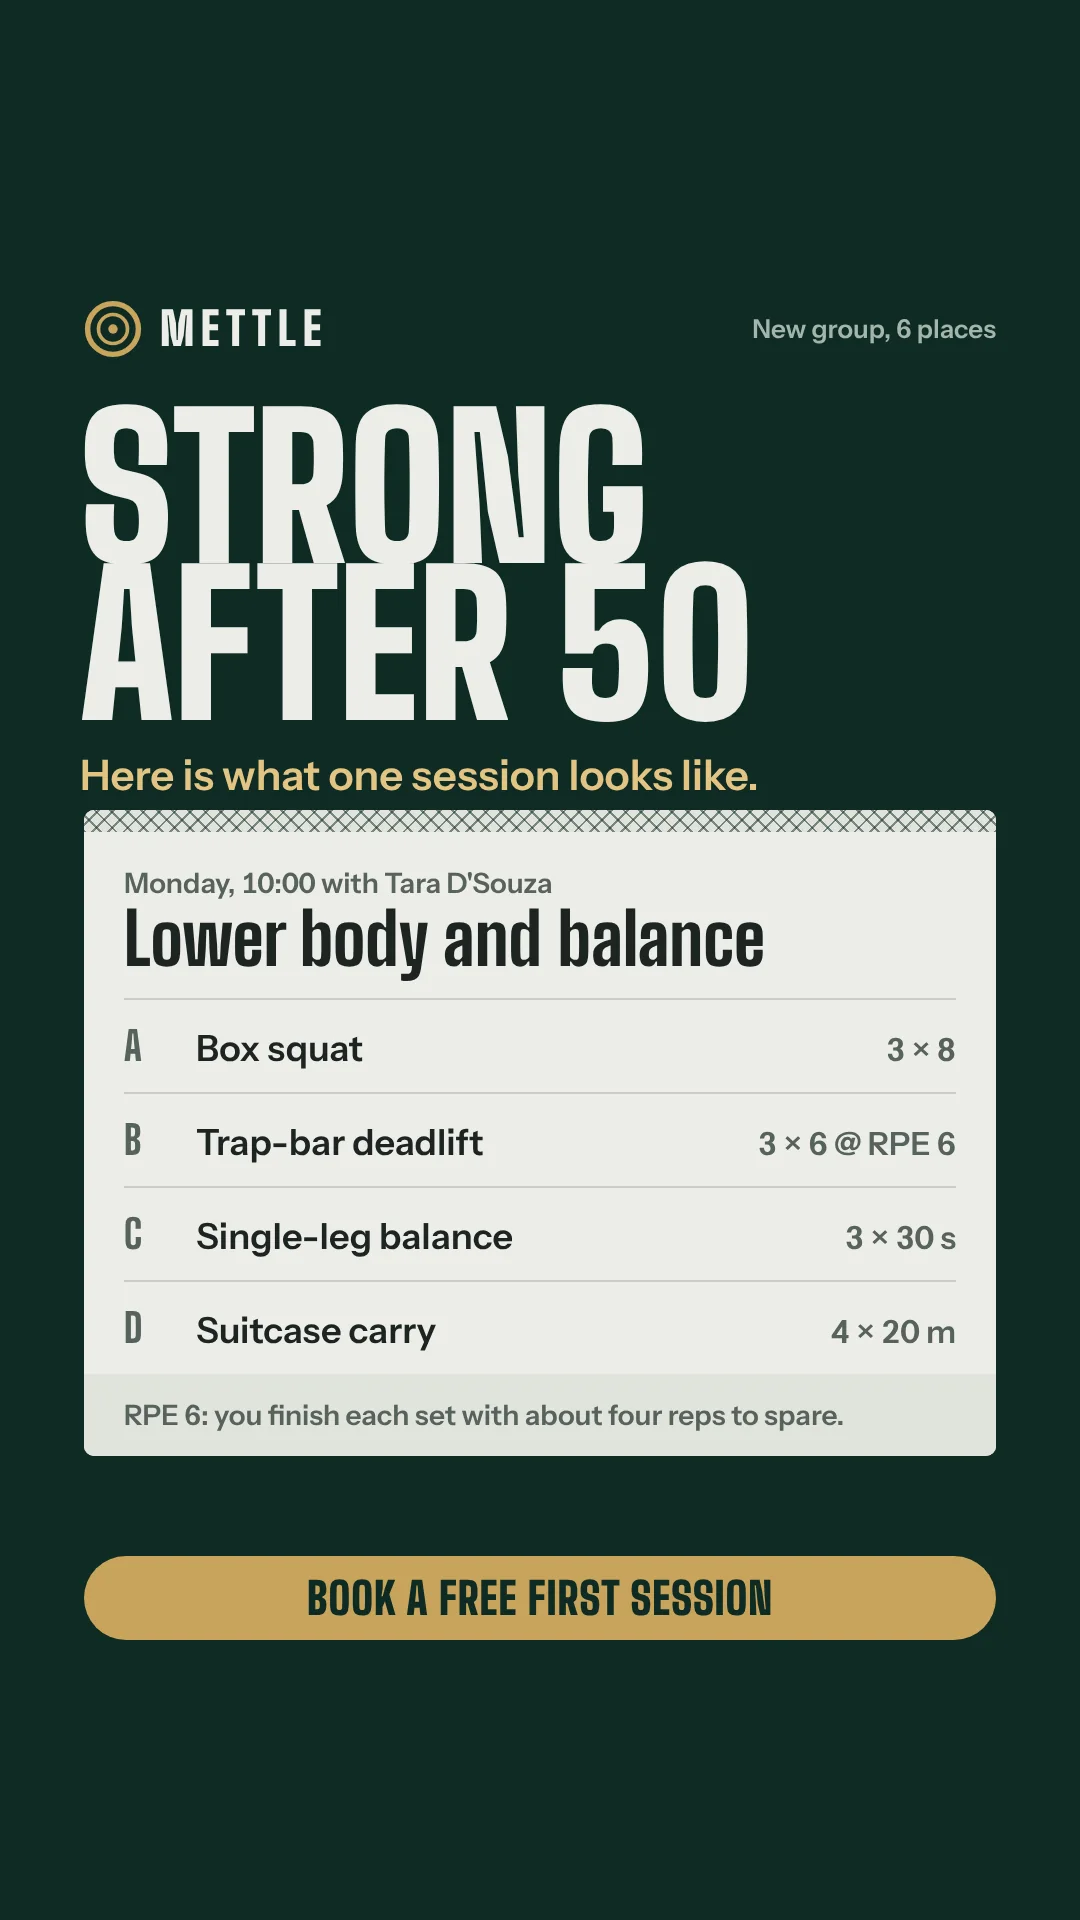 METTLE
New group, 6 places
STRONG
AFTER 50
Here is what one session looks like.
Monday, 10:00 with Tara D'Souza
Lower body and balance
A Box squat 3 × 8
B Trap-bar deadlift 3 × 6 @ RPE 6
C Single-leg balance 3 × 30 s
D Suitcase carry 4 × 20 m
RPE 6: you finish each set with about four reps to spare.
BOOK A FREE FIRST SESSION